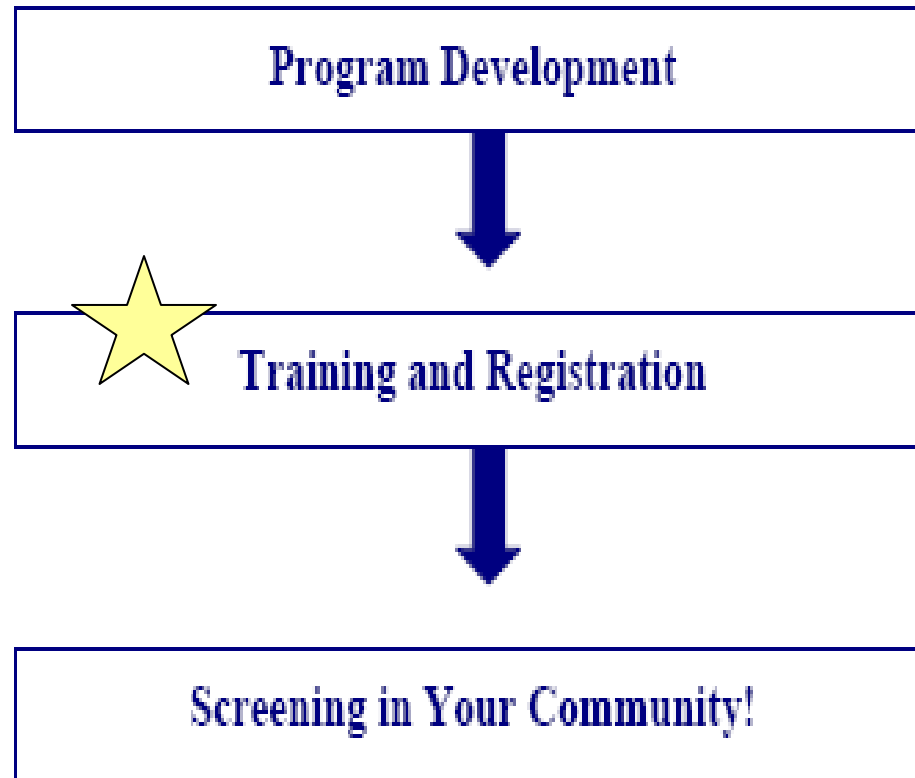 Program Development
Training and Registration
Screening in Your Community!